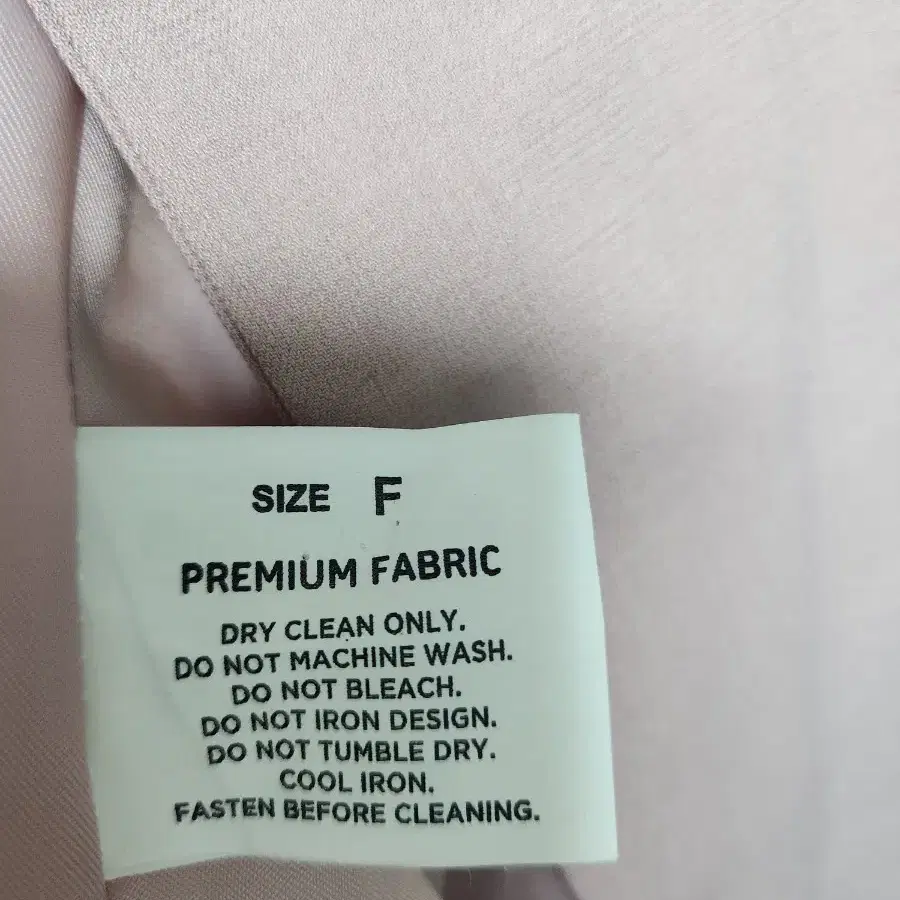 SIZE F
PREMIUM FABRIC
DRY CLEAN ONLY.
DO NOT MACHINE WASH.
DO NOT BLEACH.
DO NOT IRON DESIGN.
DO NOT TUMBLE DRY.
COOL IRON.
FASTEN BEFORE CLEANING.